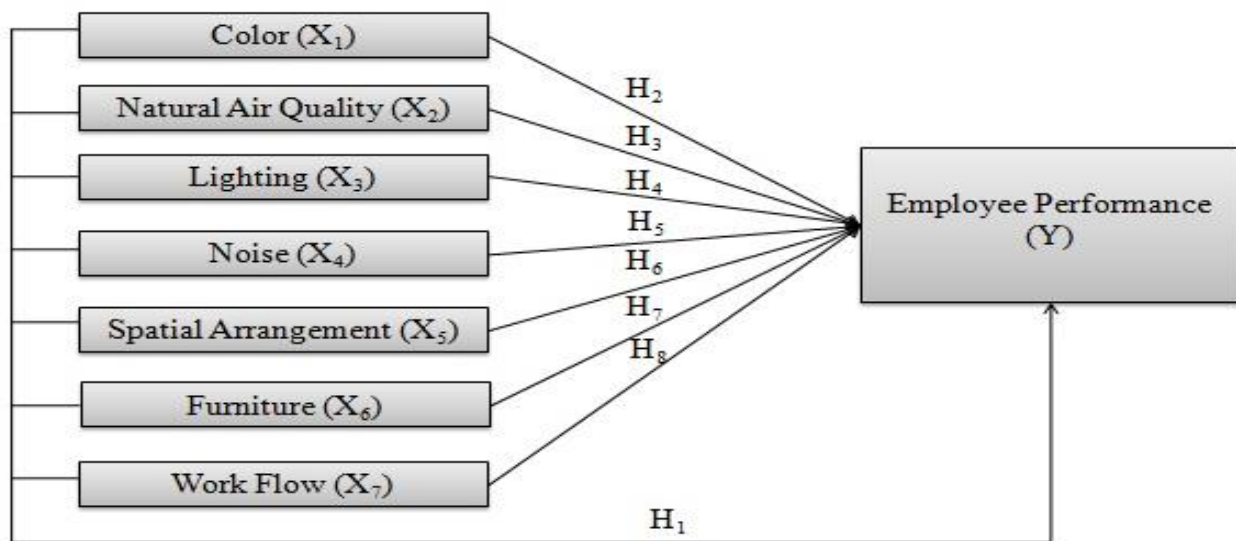 Color (X₁)
Natural Air Quality (X₂)
Lighting (X₃)
Noise (X₄)
Spatial Arrangement (X₅)
Furniture (X₆)
Work Flow (X₇)
H₂
H₃
H₄
H₅
H₆
H₇
H₈
H₁
Employee Performance
(Y)